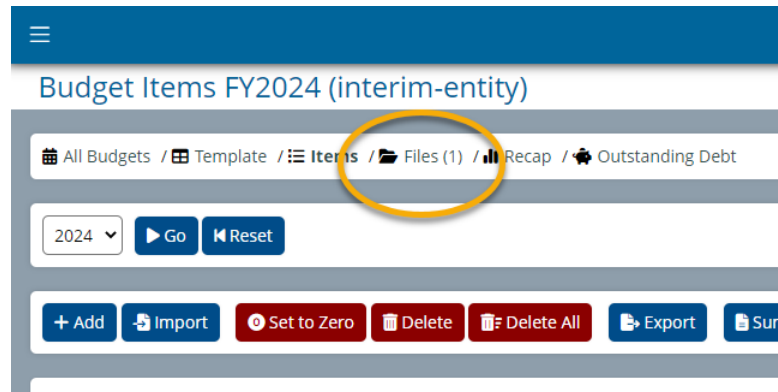 Budget Items FY2024 (interim-entity)
All Budgets / Template / Items / Files (1) / Recap / Outstanding Debt
2024 Go Reset
+ Add Import 0 Set to Zero Delete Delete All Export